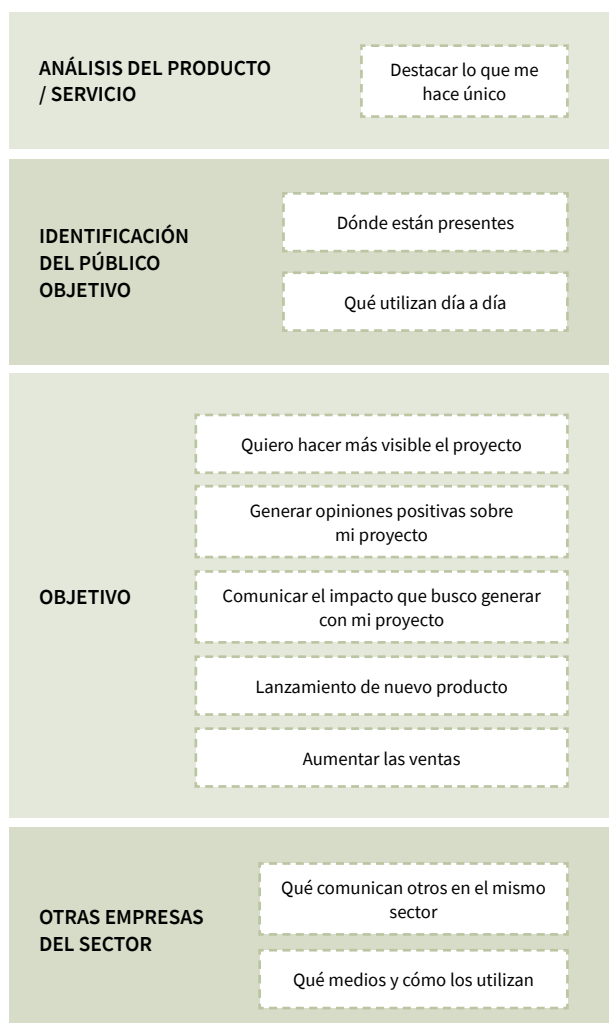 ANÁLISIS DEL PRODUCTO
/ SERVICIO
Destacar lo que me
hace único
IDENTIFICACIÓN
DEL PÚBLICO
OBJETIVO
Dónde están presentes
Qué utilizan día a día
OBJETIVO
Quiero hacer más visible el proyecto
Generar opiniones positivas sobre
mi proyecto
Comunicar el impacto que busco generar
con mi proyecto
Lanzamiento de nuevo producto
Aumentar las ventas
OTRAS EMPRESAS
DEL SECTOR
Qué comunican otros en el mismo
sector
Qué medios y cómo los utilizan